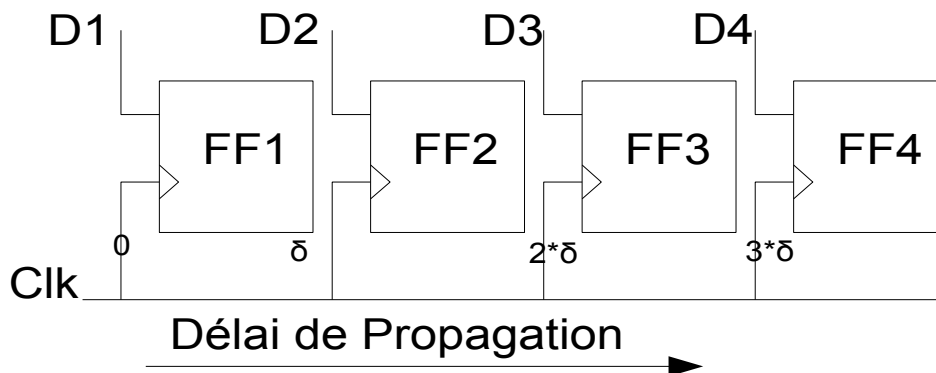 D1 D2 D3 D4
FF1 FF2 FF3 FF4
0 δ 2*δ 3*δ
Clk
Délai de Propagation